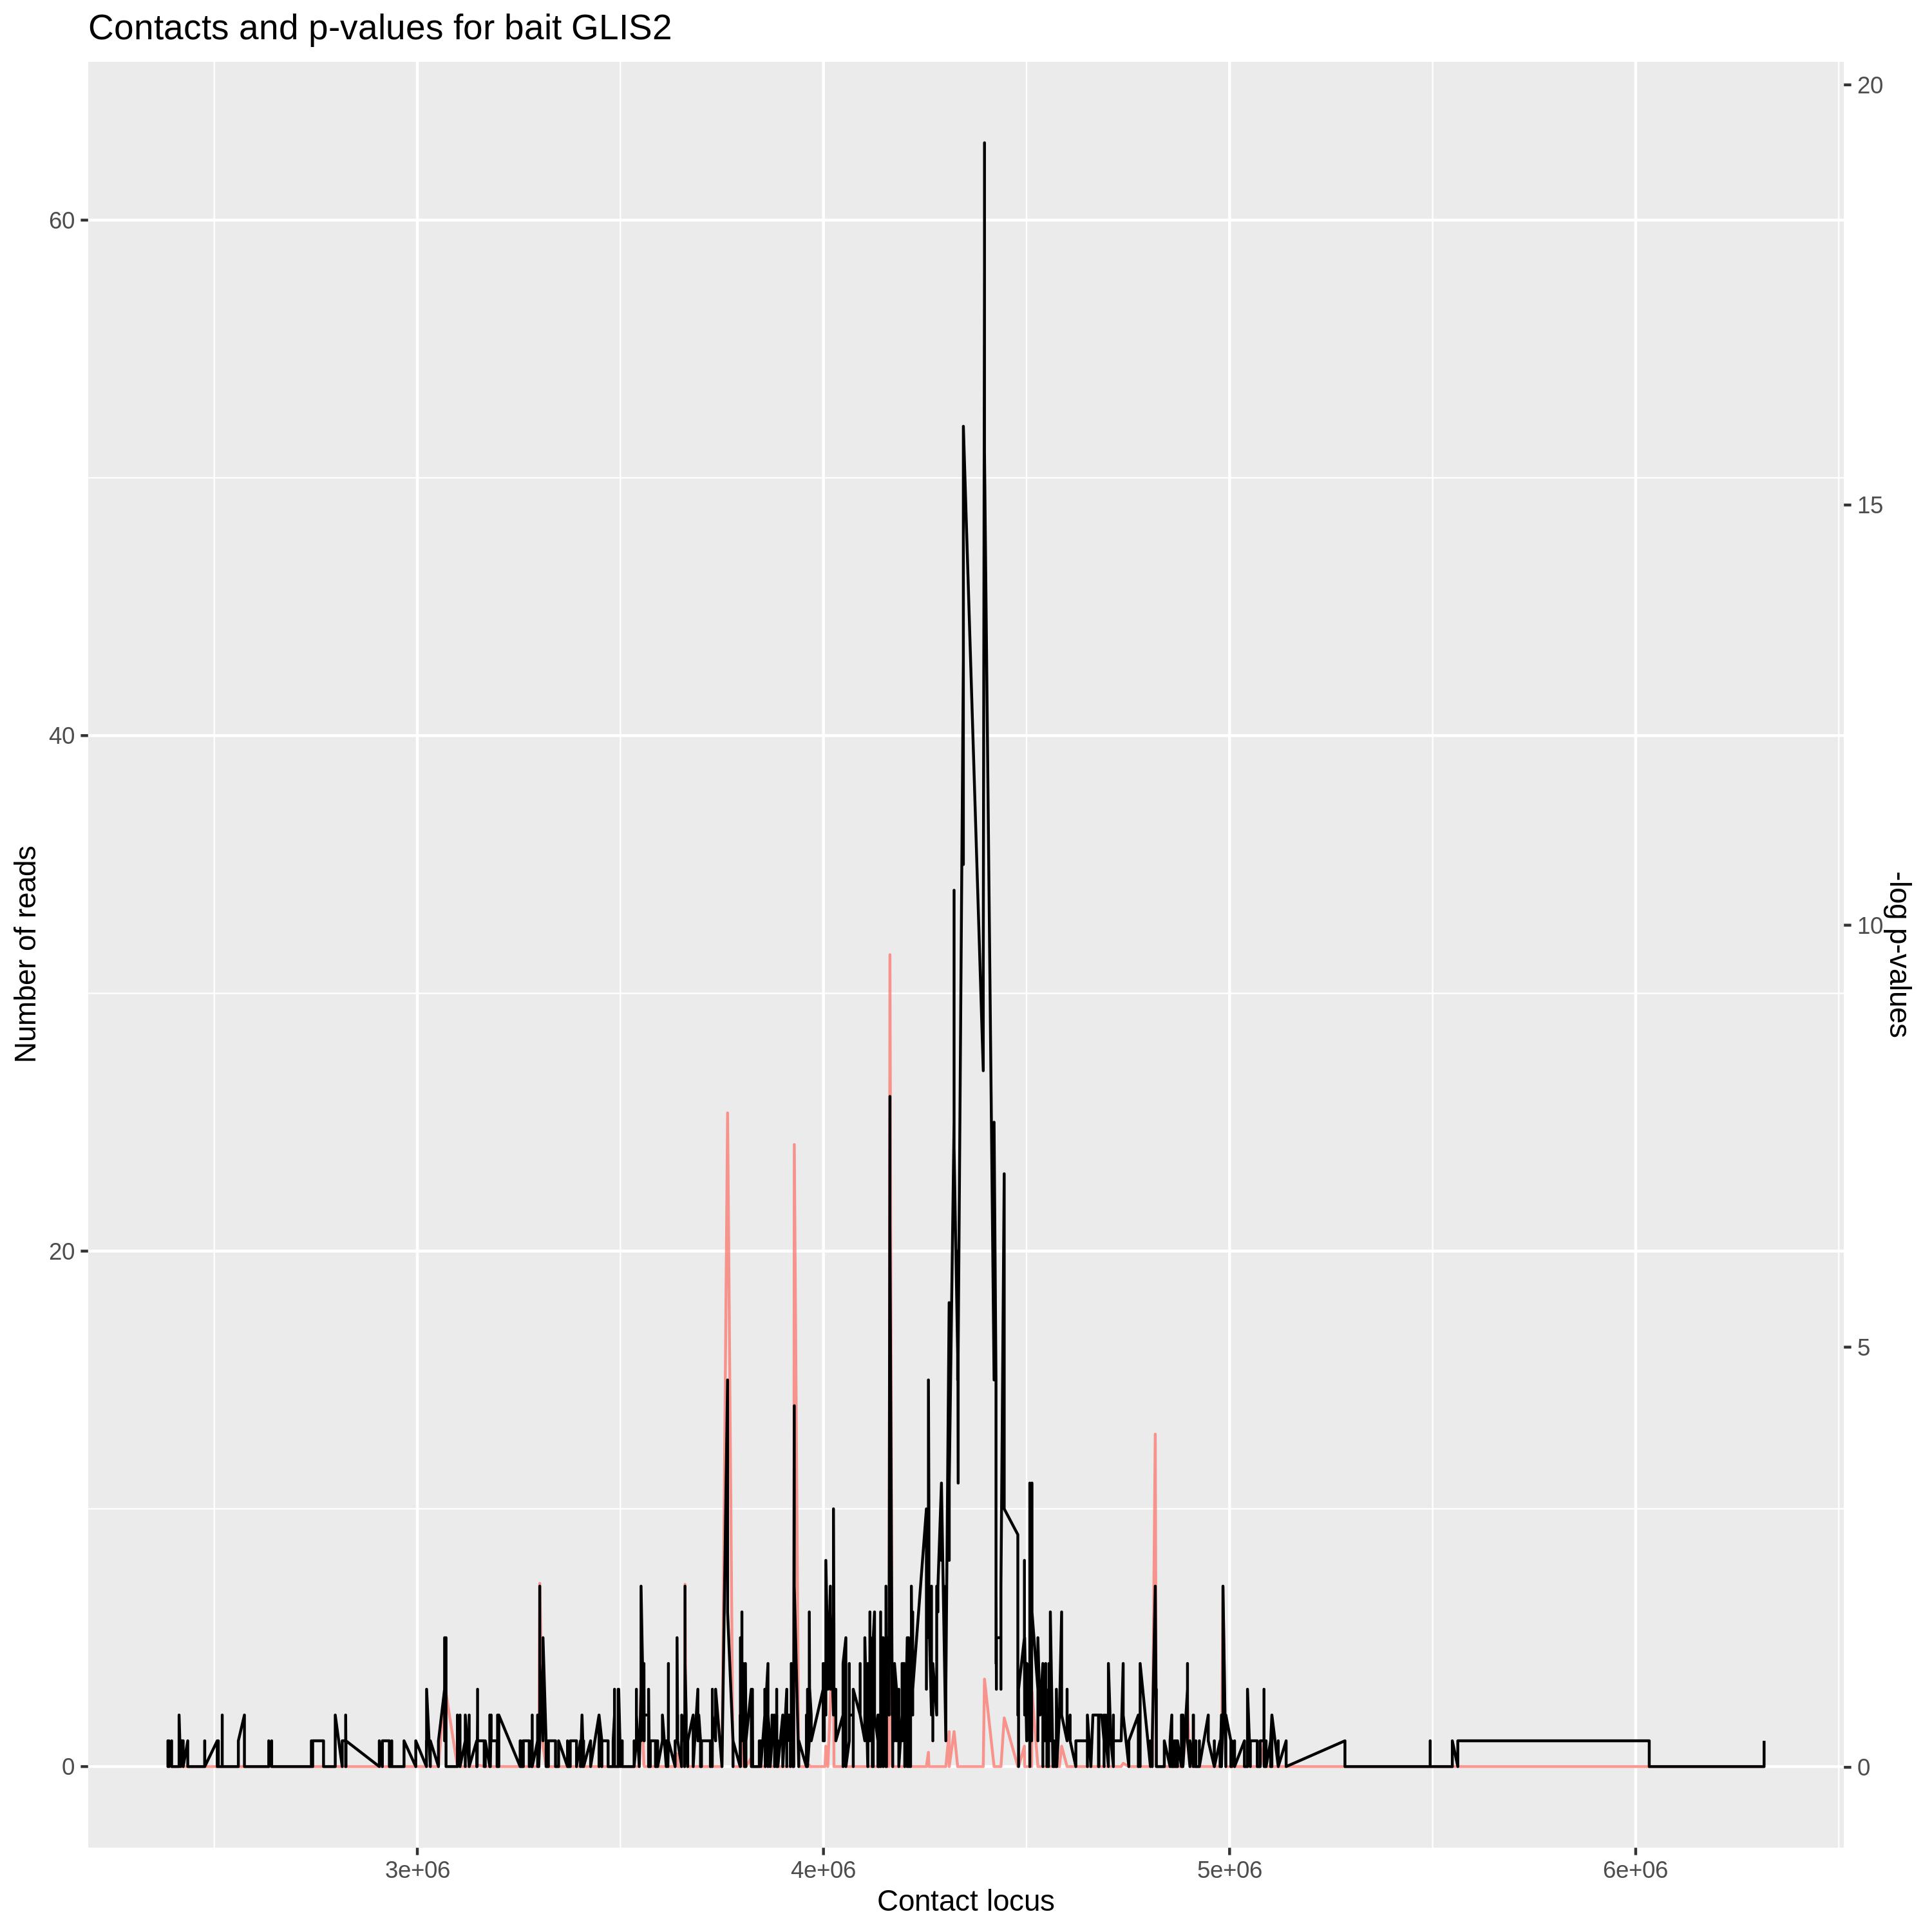 Contacts and p-values for bait GLIS2
60
40
20
0
Number of reads
20
15
10
5
0
-log p-values
3e+06
4e+06
5e+06
6e+06
Contact locus